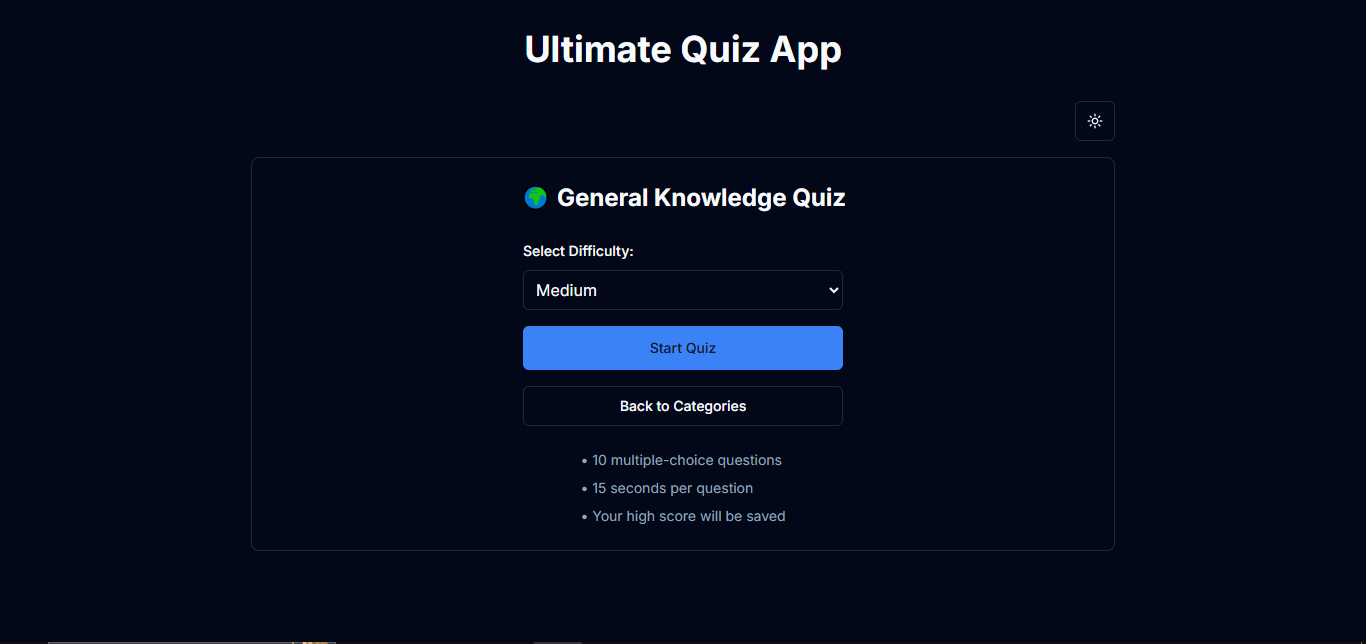 Ultimate Quiz App
General Knowledge Quiz
Select Difficulty:
Medium
Start Quiz
Back to Categories
• 10 multiple-choice questions
• 15 seconds per question
• Your high score will be saved